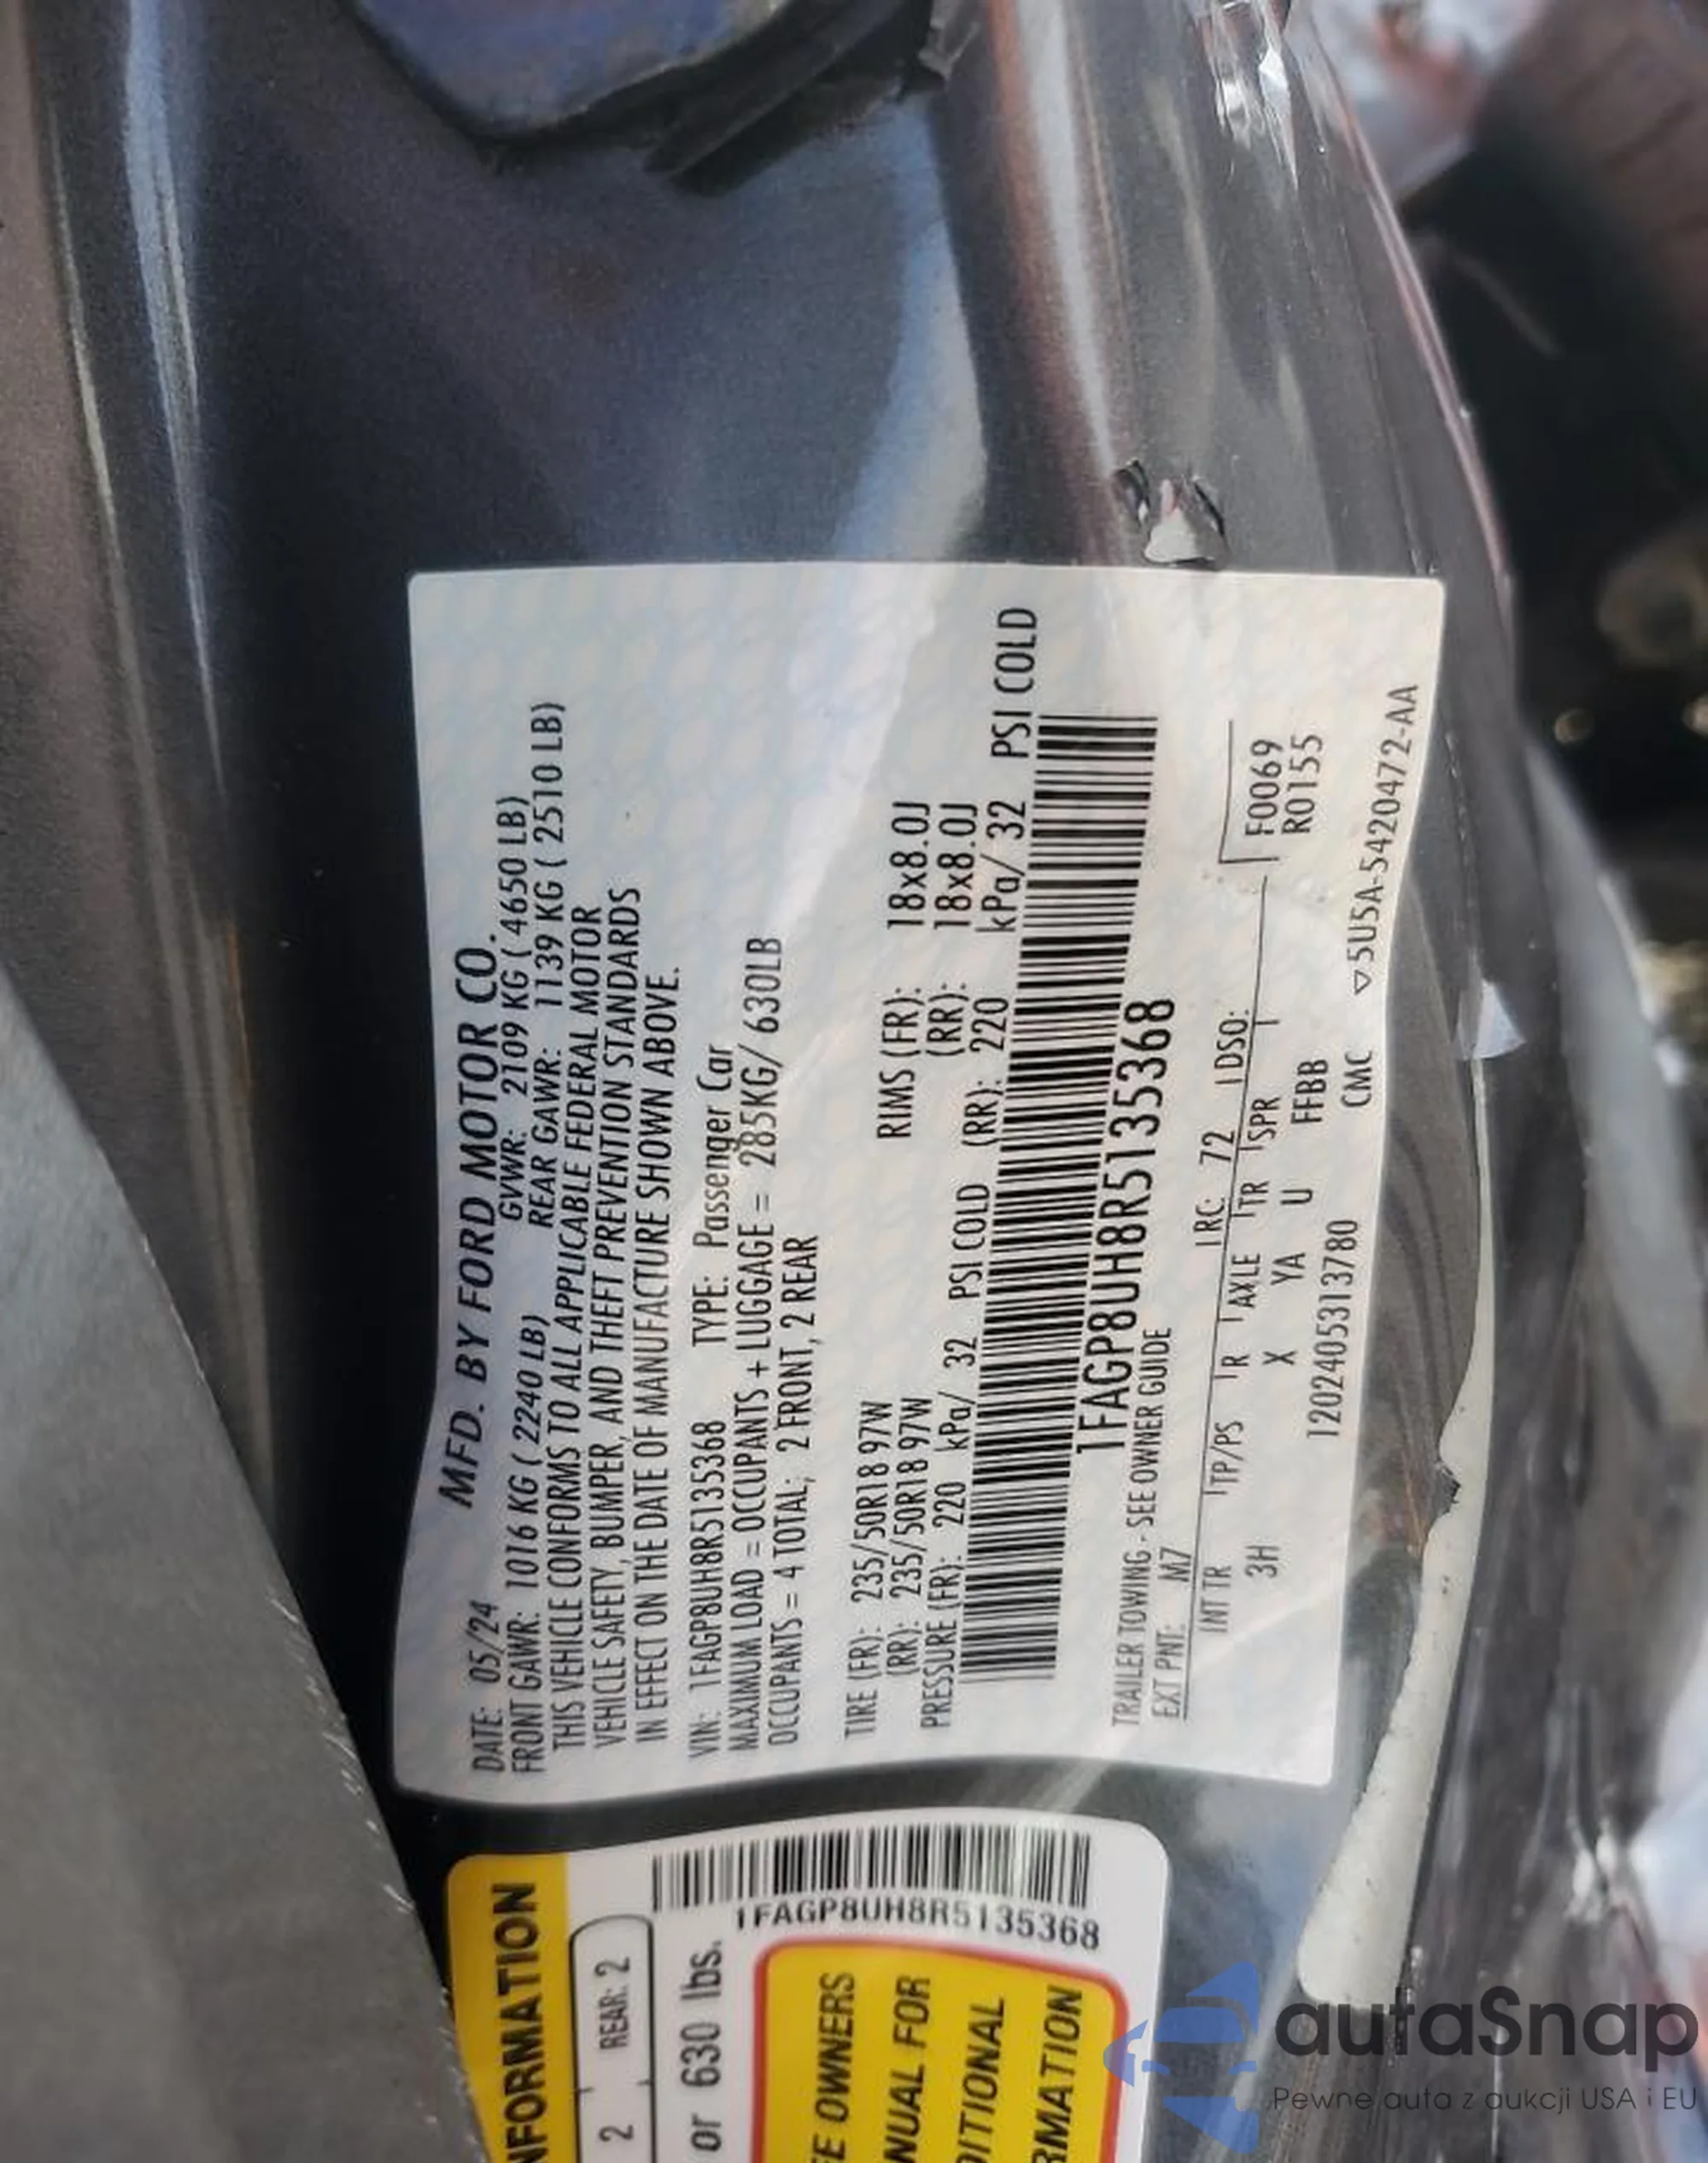 MFD. BY FORD MOTOR CO.
DATE: 05/24 GVWR: 2109 KG ( 4650 LB)
FRONT GAWR: 1016 KG ( 2240 LB) REAR GAWR: 1139 KG ( 2510 LB)
THIS VEHICLE CONFORMS TO ALL APPLICABLE FEDERAL MOTOR
VEHICLE SAFETY, BUMPER, AND THEFT PREVENTION STANDARDS
IN EFFECT ON THE DATE OF MANUFACTURE SHOWN ABOVE.
VIN: 1FAGP8UH8R5135368 TYPE: Passenger Car
MAXIMUM LOAD = OCCUPANTS + LUGGAGE = 285KG/ 630LB
OCCUPANTS = 4 TOTAL; 2 FRONT, 2 REAR
TIRE (FR): 235/50R18 97W RIMS (FR): 18x8.0J
(RR): 235/50R18 97W (RR): 18x8.0J
PRESSURE (FR): 220 kPa/ 32 PSI COLD (RR): 220 kPa/ 32 PSI COLD
1FAGP8UH8R5135368
TRAILER TOWING - SEE OWNER GUIDE
EXT PNT: M7 RC: 72 DSO:
INT TR TP/PS R AXLE TR SPR F0069
3H X YA U FFBB R0155
1202405313780 CMC ▽5U5A-5420472-AA
NFORMATION
2 REAR: 2
or 630 lbs.
1FAGP8UH8R5135368
EE OWNERS
NUAL FOR
DITIONAL
RMATION
autaSnap
Pewne auta z aukcji USA i EU